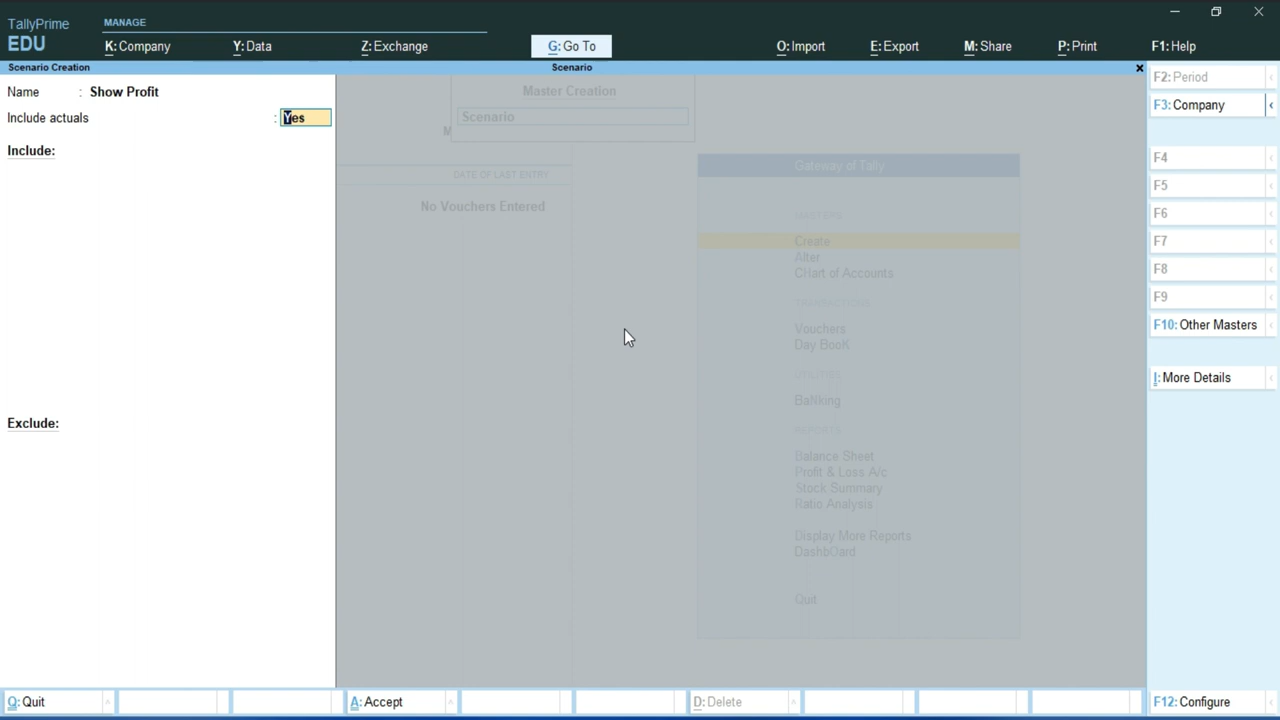 TallyPrime
EDU
MANAGE
K: Company
Y: Data
Z: Exchange
G: Go To
O: Import
E: Export
M: Share
P: Print
F1: Help
Scenario Creation
Scenario
×
Name : Show Profit
Include actuals : Yes
Include:
Exclude:
Master Creation
Scenario
M
DATE OF LAST ENTRY
No Vouchers Entered
Gateway of Tally
MASTERS
Create
Alter
CHart of Accounts
TRANSACTIONS
Vouchers
Day BooK
UTILITIES
BaNking
REPORTS
Balance Sheet
Profit & Loss A/c
Stock Summary
Ratio Analysis
Display More Reports
DashbOard
Quit
F2: Period
F3: Company
F4
F5
F6
F7
F8
F9
F10: Other Masters
I: More Details
Q: Quit
A: Accept
D: Delete
F12: Configure